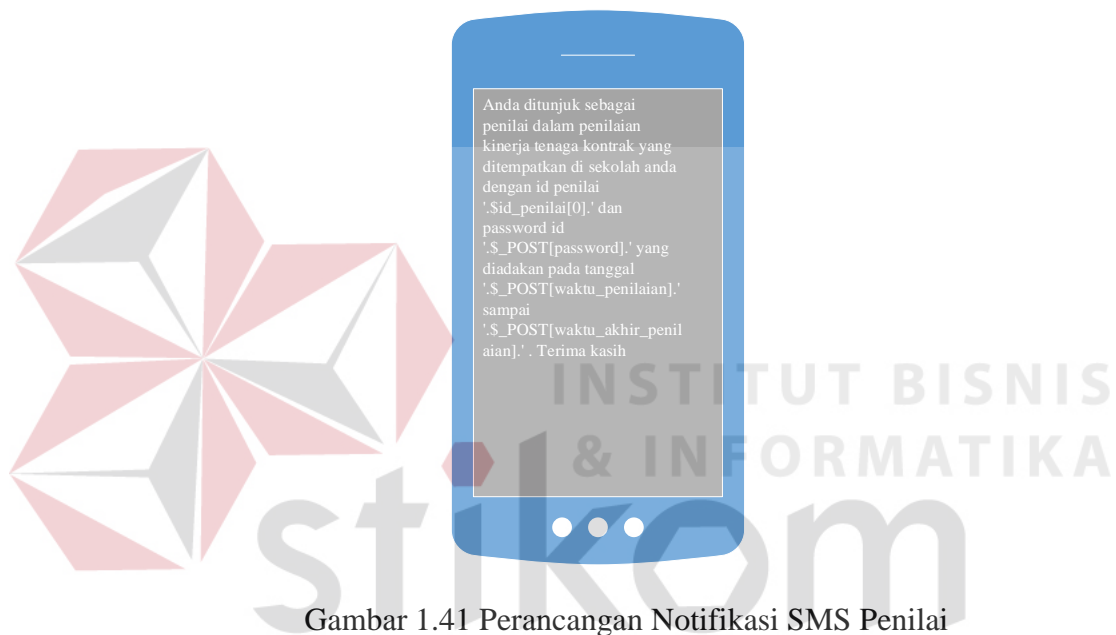 Anda ditunjuk sebagai
penilai dalam penilaian
kinerja tenaga kontrak yang
ditempatkan di sekolah anda
dengan id penilai
'.$id_penilai[0].' dan
password id
'.$_POST[password].' yang
diadakan pada tanggal
'.$_POST[waktu_penilaian].'
sampai
'.$_POST[waktu_akhir_penil
aian].' . Terima kasih
INSTITUT BISNIS
& INFORMATIKA
stikom
Gambar 1.41 Perancangan Notifikasi SMS Penilai